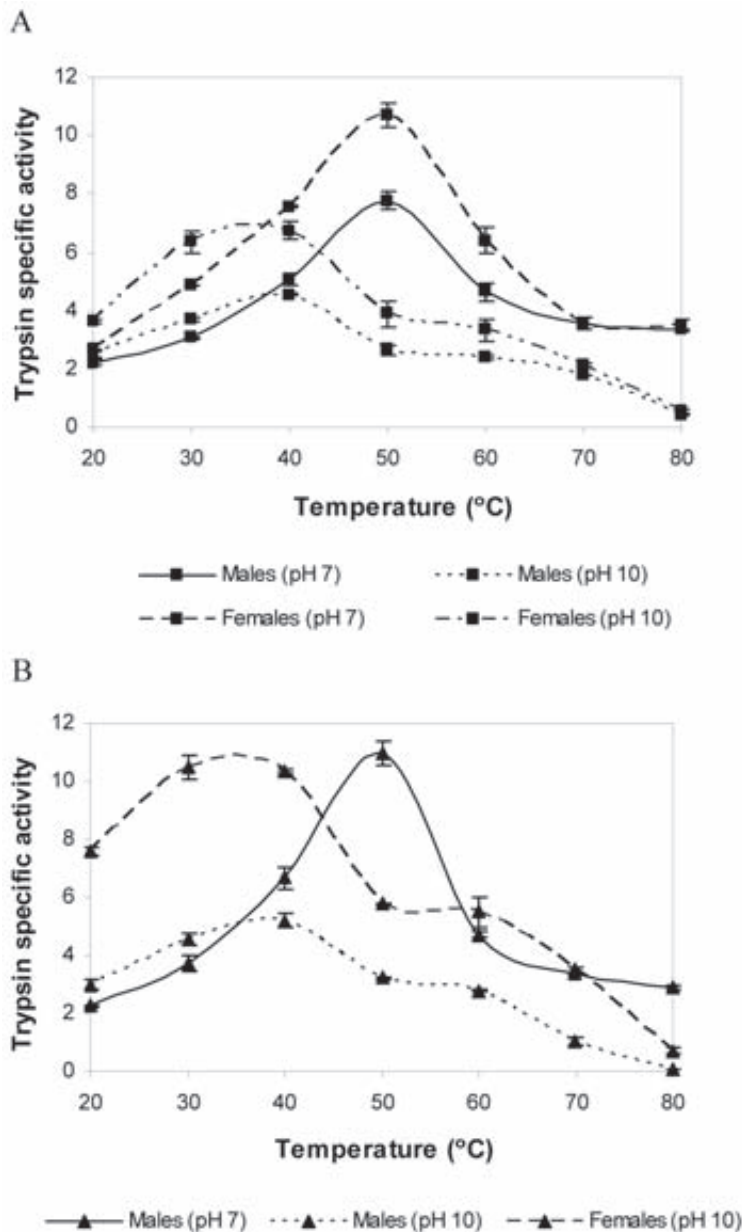 A
Trypsin specific activity
12
10
8
6
4
2
0
20 30 40 50 60 70 80
Temperature (°C)
Males (pH 7) Males (pH 10)
Females (pH 7) Females (pH 10)
B
Trypsin specific activity
12
10
8
6
4
2
0
20 30 40 50 60 70 80
Temperature (°C)
Males (pH 7) Males (pH 10) Females (pH 10)